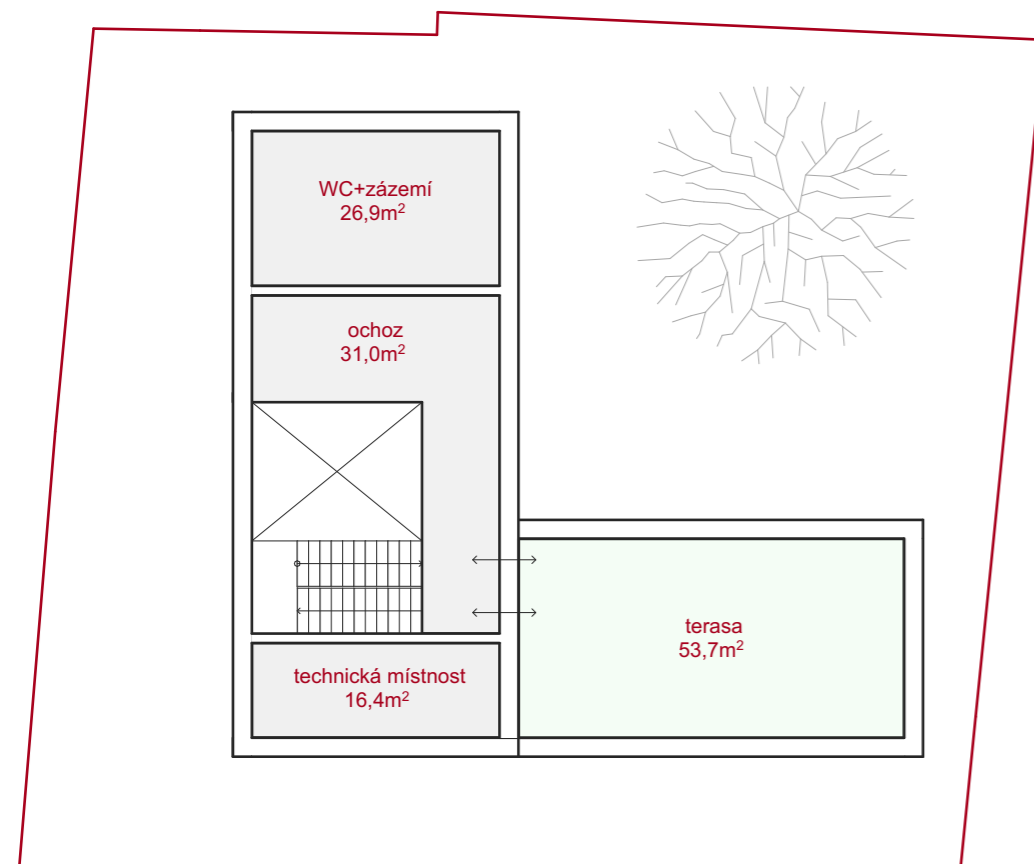 WC+zázemí
26,9m²
ochoz
31,0m²
terasa
53,7m²
technická místnost
16,4m²